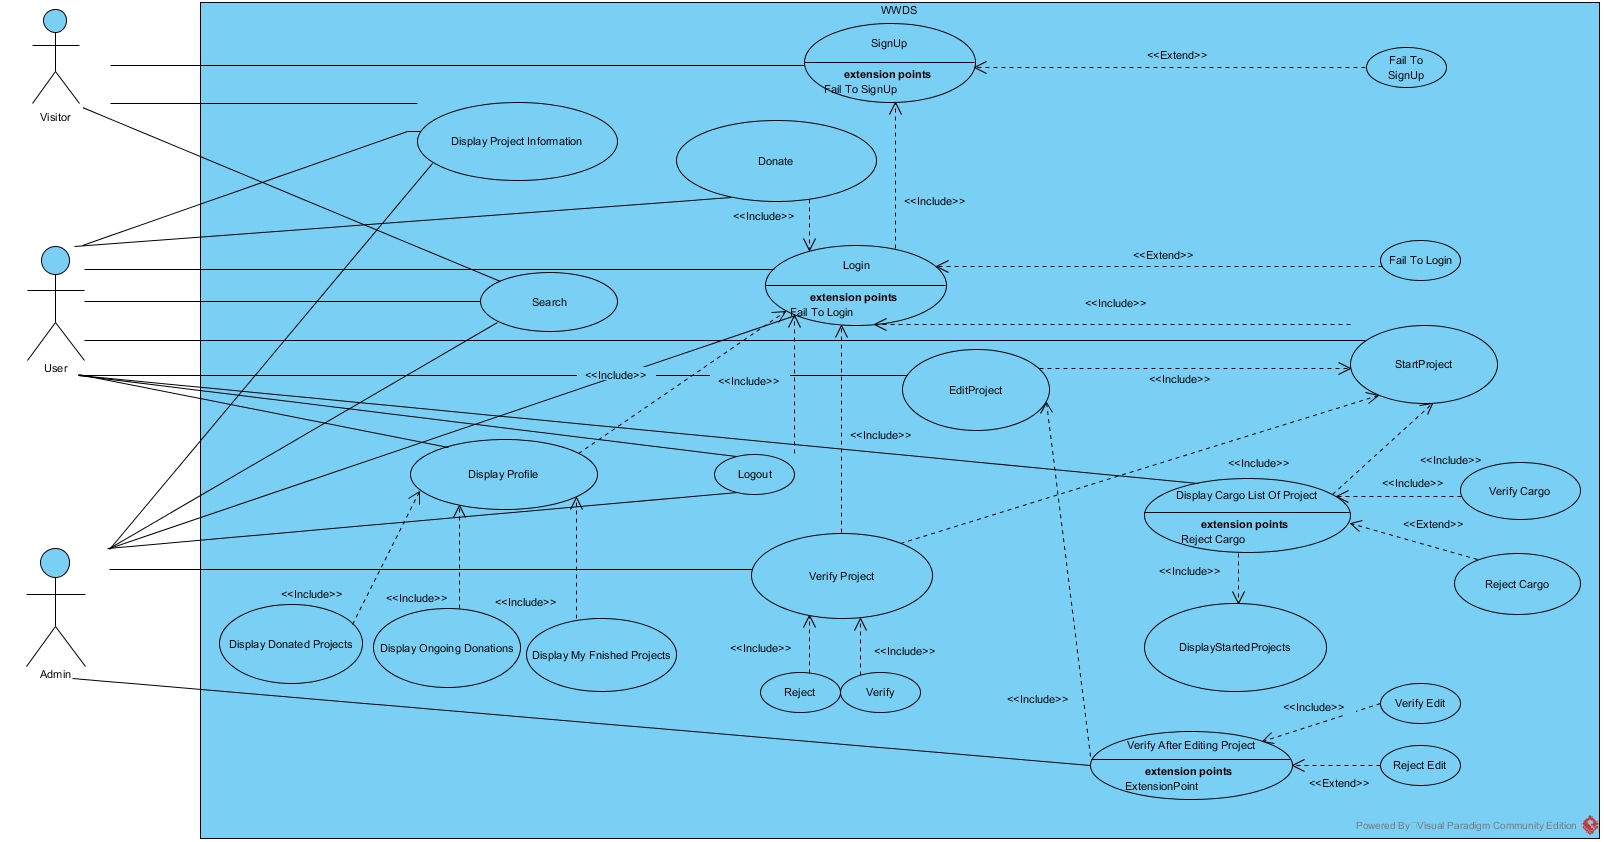 WWDS
SignUp
extension points
Fail To SignUp
<<Extend>>
Fail To
SignUp
Visitor
Display Project Information
Donate
<<Include>>
<<Include>>
Login
extension points
Fail To Login
<<Extend>>
Fail To Login
Search
<<Include>>
User
<<Include>>
<<Include>>
EditProject
<<Include>>
StartProject
<<Include>>
Display Profile
Logout
<<Include>>
<<Include>>
<<Include>>
Display Cargo List Of Project
extension points
Reject Cargo
Verify Cargo
<<Extend>>
Reject Cargo
<<Include>>
Verify Project
Admin
<<Include>>
<<Include>>
<<Include>>
Display Donated Projects
Display Ongoing Donations
Display My Fnished Projects
<<Include>>
<<Include>>
Reject
Verify
DisplayStartedProjects
<<Include>>
<<Include>>
Verify Edit
Verify After Editing Project
extension points
ExtensionPoint
<<Extend>>
Reject Edit
Powered By Visual Paradigm Community Edition